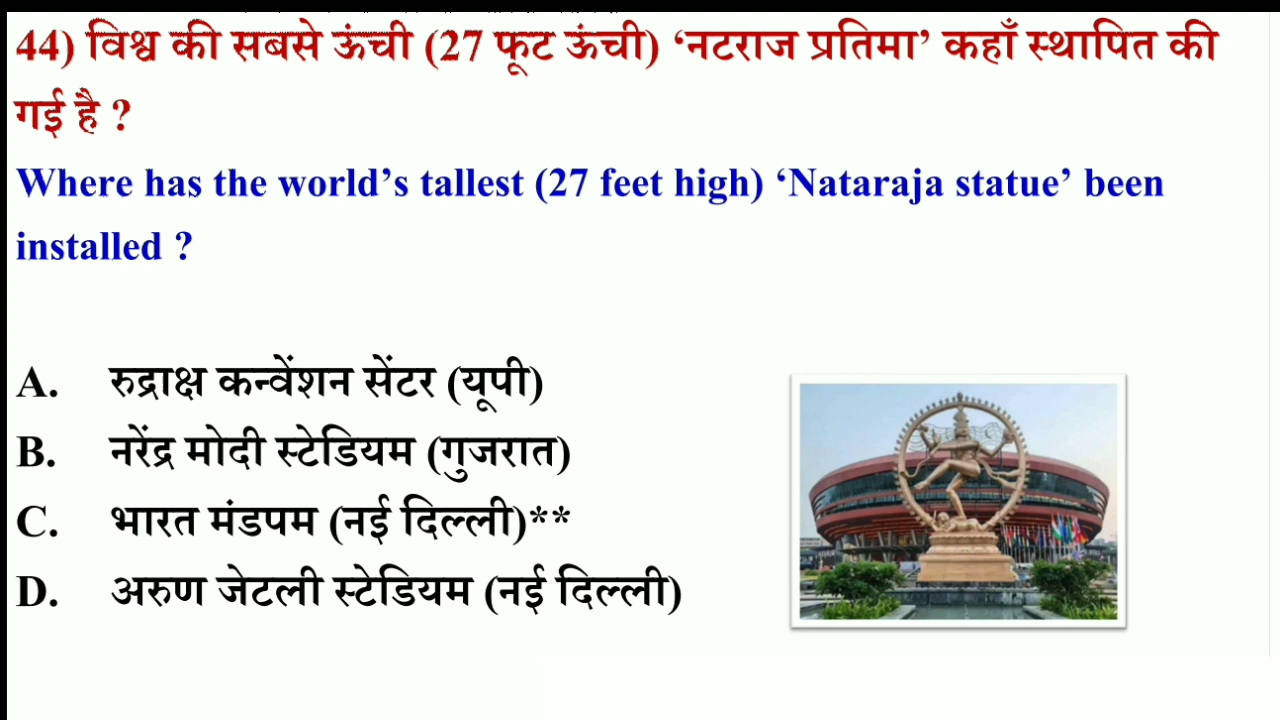 44) विश्व की सबसे ऊंची (27 फूट ऊंची) ‘नटराज प्रतिमा’ कहाँ स्थापित की
गई है ?
Where has the world’s tallest (27 feet high) ‘Nataraja statue’ been
installed ?
A. रुद्राक्ष कन्वेंशन सेंटर (यूपी)
B. नरेंद्र मोदी स्टेडियम (गुजरात)
C. भारत मंडपम (नई दिल्ली)**
D. अरुण जेटली स्टेडियम (नई दिल्ली)